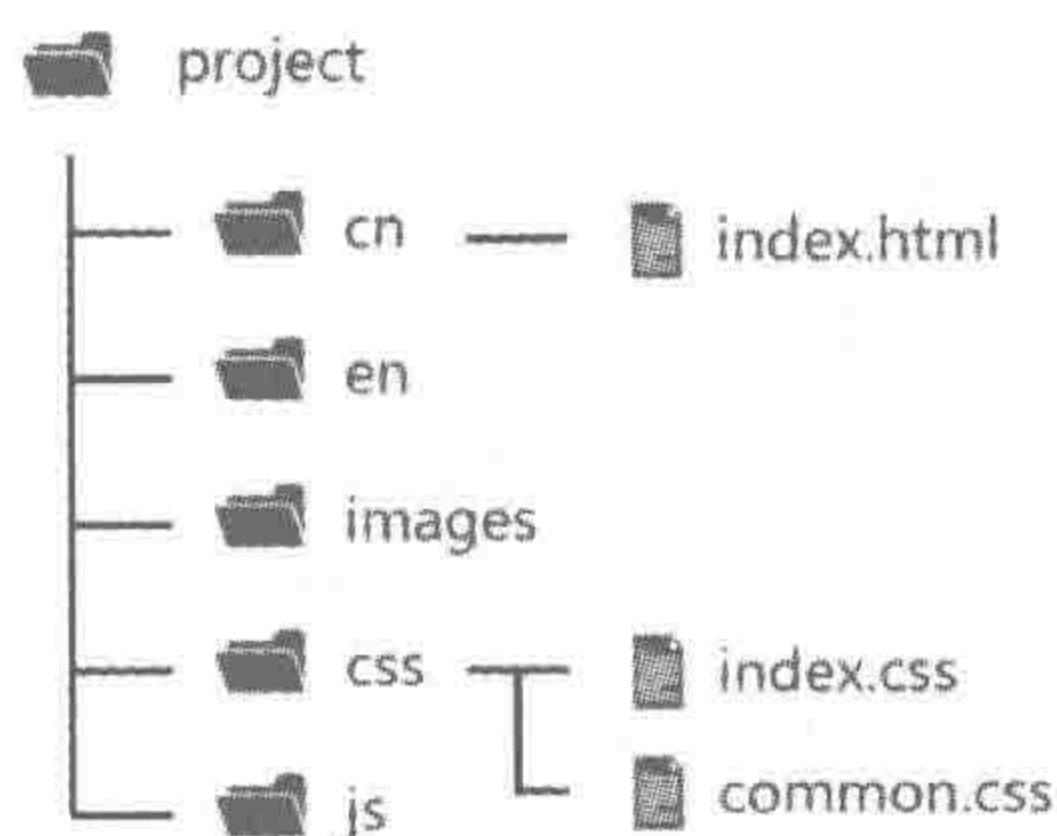 project
cn
index.html
en
images
css
index.css
common.css
js